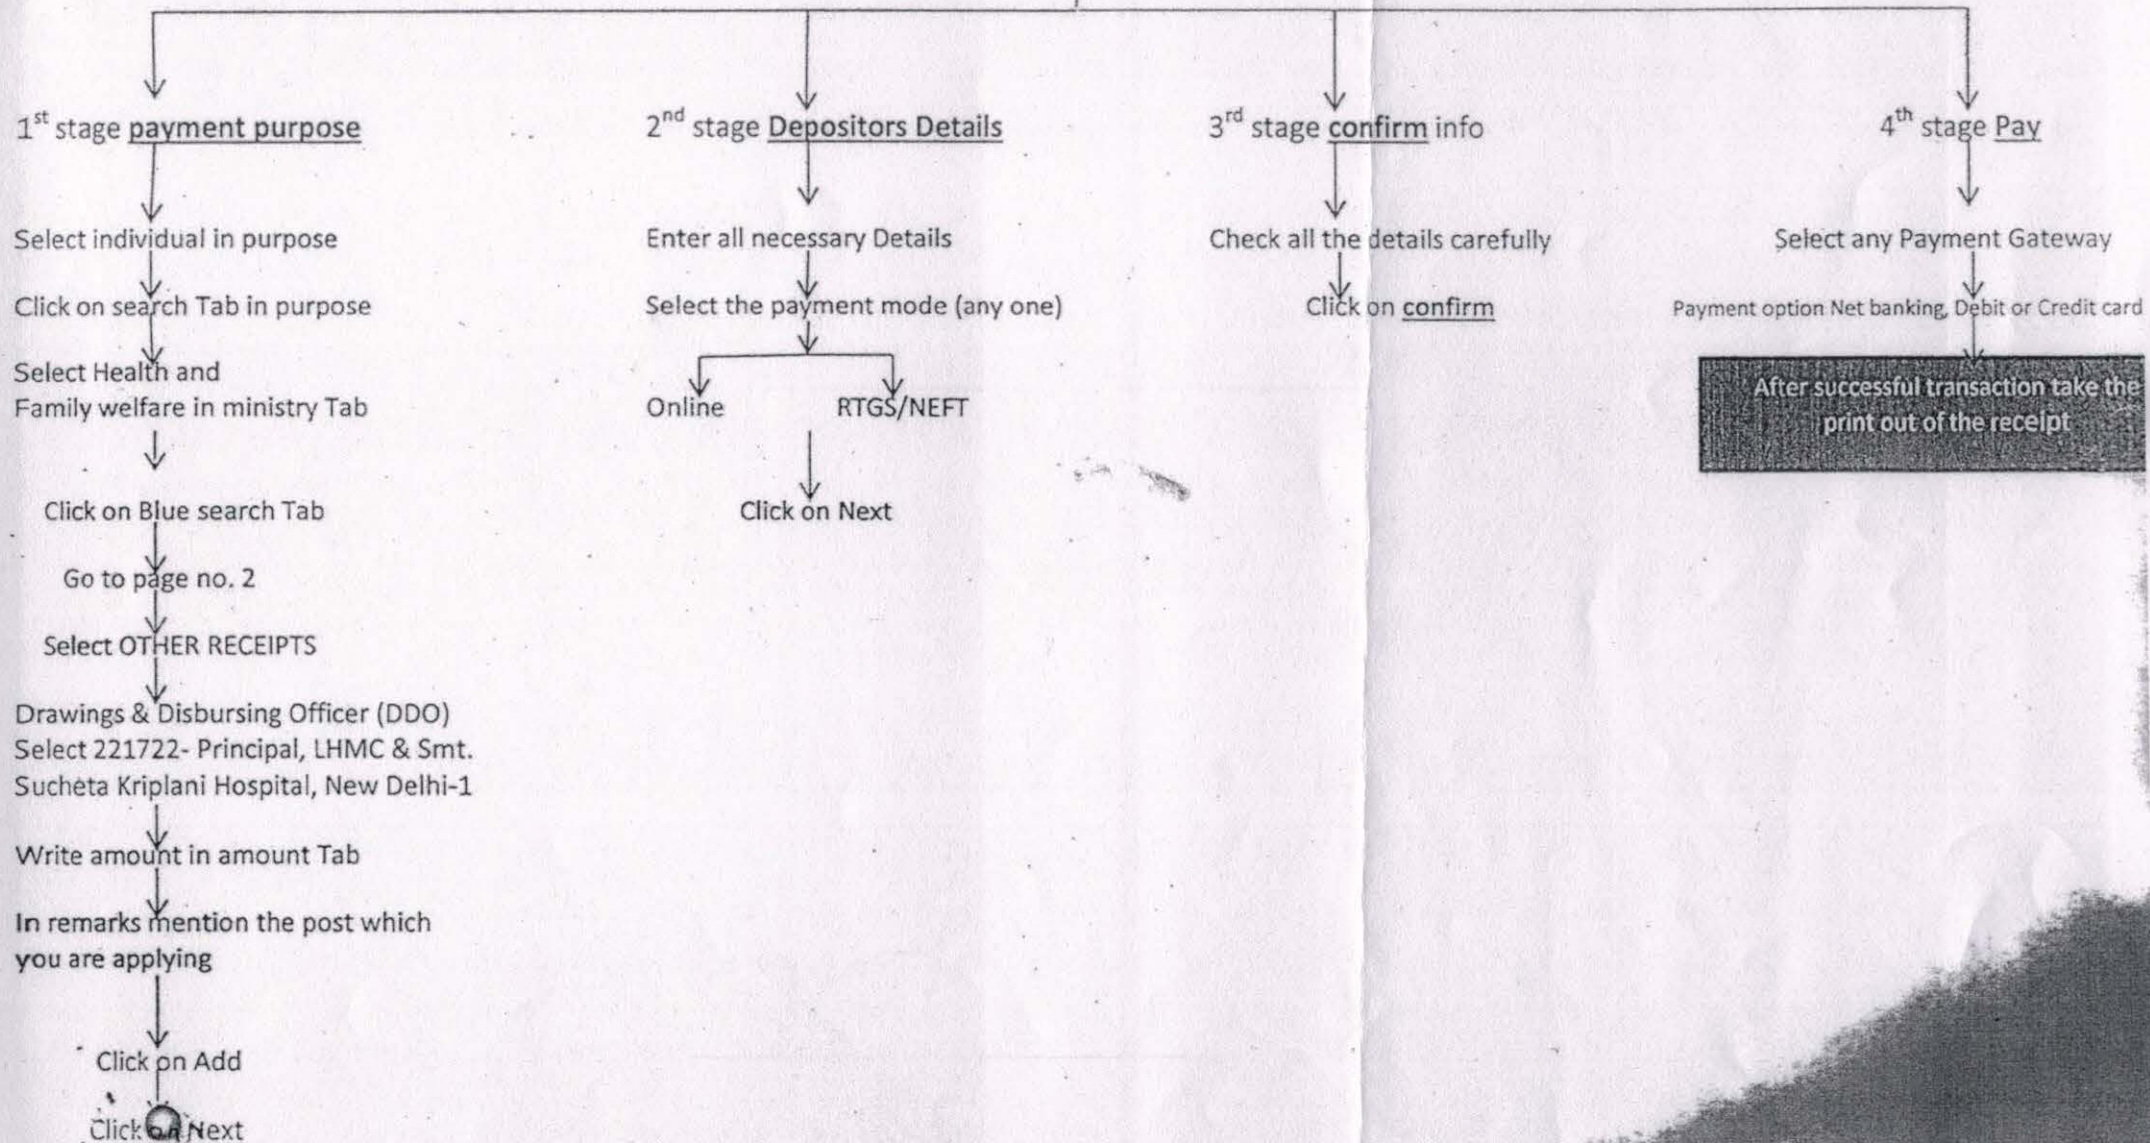 1st stage payment purpose
Select individual in purpose
Click on search Tab in purpose
Select Health and
Family welfare in ministry Tab
Click on Blue search Tab
Go to page no. 2
Select OTHER RECEIPTS
Drawings & Disbursing Officer (DDO)
Select 221722- Principal, LHMC & Smt.
Sucheta Kriplani Hospital, New Delhi-1
Write amount in amount Tab
In remarks mention the post which
you are applying
Click on Add
Click on Next
2nd stage Depositors Details
Enter all necessary Details
Select the payment mode (any one)
Online RTGS/NEFT
Click on Next
3rd stage confirm info
Check all the details carefully
Click on confirm
4th stage Pay
Select any Payment Gateway
Payment option Net banking, Debit or Credit card
After successful transaction take the
print out of the receipt